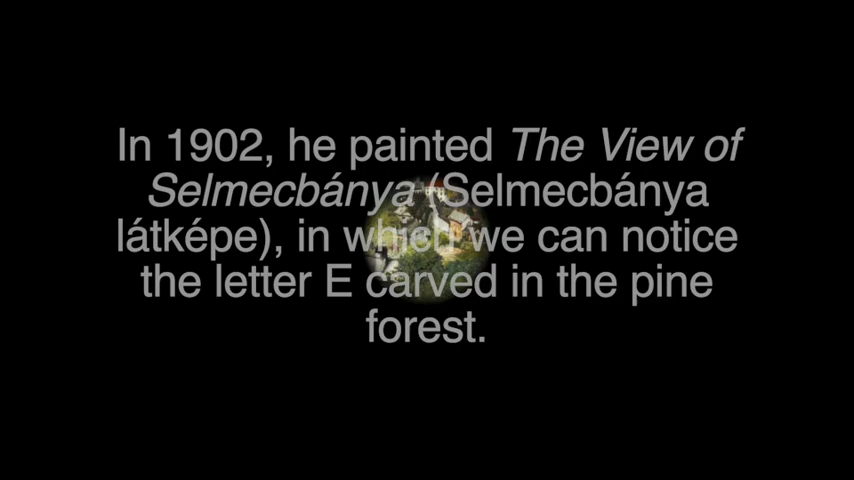 In 1902, he painted The View of
Selmecbánya (Selmecbánya
látképe), in which we can notice
the letter E carved in the pine
forest.